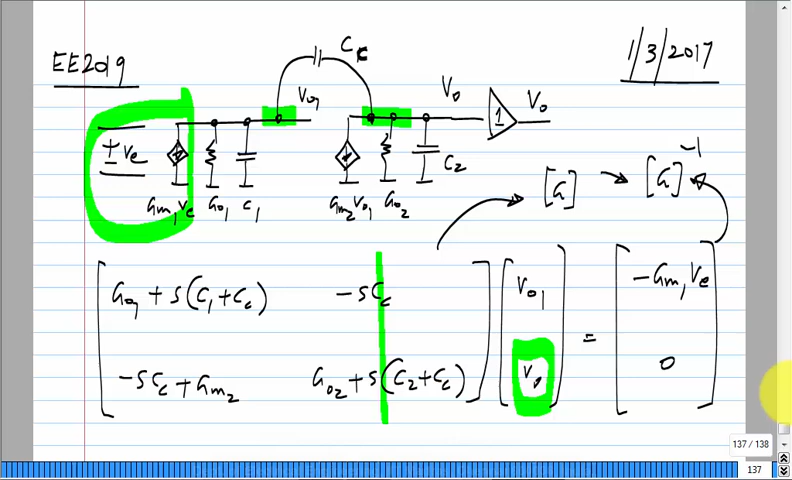 EE2019
1/3/2017
Cc
Vo1
Vo
1
Vo
+ Ve
-
Gm1Ve Go1 C1
Gm2Vo1 Go2 C2
[G] → [G]⁻¹
Go1 + s(C1+Cc) -sCc Vo1 = -Gm1Ve
-sCc + Gm2 Go2 + s(C2+Cc) Vo 0
137 / 138
137